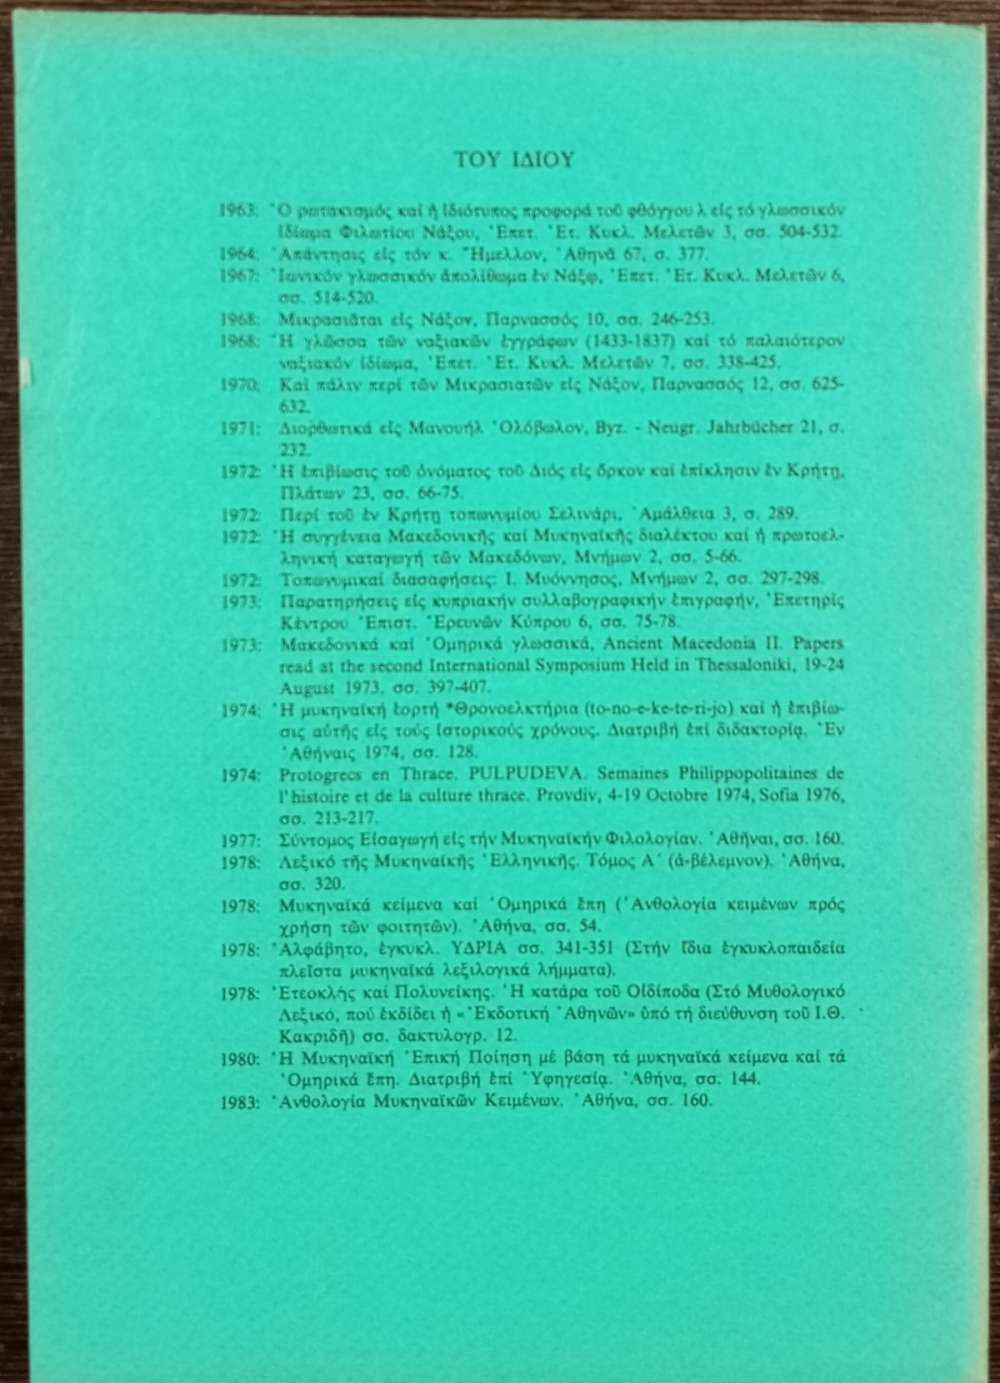 ΤΟΥ ΙΔΙΟΥ
1963: Ὁ ρωτακισμός καί ἡ ἰδιότυπος προφορά τοῦ φθόγγου λ εἰς τό γλωσσικόν
ἰδίωμα Φιλωτίου Νάξου, Ἐπετ. Ἑτ. Κυκλ. Μελετῶν 3, σσ. 504-532.
1964: Ἀπάντησις εἰς τόν κ. Ἥμελλον, Ἀθηνᾶ 67, σ. 377.
1967: Ἰωνικόν γλωσσικόν ἀπολίθωμα ἐν Νάξῳ, Ἐπετ. Ἑτ. Κυκλ. Μελετῶν 6,
σσ. 514-520.
1968: Μικρασιᾶται εἰς Νάξον, Παρνασσός 10, σσ. 246-253.
1968: Ἡ γλῶσσα τῶν ναξιακῶν ἐγγράφων (1433-1837) καί τό παλαιότερον
ναξιακόν ἰδίωμα, Ἐπετ. Ἑτ. Κυκλ. Μελετῶν 7, σσ. 338-425.
1970: Καί πάλιν περί τῶν Μικρασιατῶν εἰς Νάξον, Παρνασσός 12, σσ. 625-
632.
1971: Διορθωτικά εἰς Μανουήλ Ὁλόβωλον, Byz. - Neugr. Jahrbücher 21, σ.
232.
1972: Ἡ ἐπιβίωσις τοῦ ὀνόματος τοῦ Διός εἰς ὅρκον καί ἐπίκλησιν ἐν Κρήτῃ,
Πλάτων 23, σσ. 66-75.
1972: Περί τοῦ ἐν Κρήτῃ τοπωνυμίου Σελινάρι, Ἀμάλθεια 3, σ. 289.
1972: Ἡ συγγένεια Μακεδονικῆς καί Μυκηναϊκῆς διαλέκτου καί ἡ πρωτοελ-
ληνική καταγωγή τῶν Μακεδόνων, Μνήμων 2, σσ. 5-66.
1972: Τοπωνυμικαί διασαφήσεις: Ι. Μυόννησος, Μνήμων 2, σσ. 297-298.
1973: Παρατηρήσεις εἰς κυπριακήν συλλαβογραφικήν ἐπιγραφήν, Ἐπετηρίς
Κέντρου Ἐπιστ. Ἐρευνῶν Κύπρου 6, σσ. 75-78.
1973: Μακεδονικά καί Ὁμηρικά γλωσσικά, Ancient Macedonia II. Papers
read at the second International Symposium Held in Thessaloniki, 19-24
August 1973. σσ. 397-407.
1974: Ἡ μυκηναϊκή ἑορτή *Θρονοελκτήρια (to-no-e-ke-te-ri-jo) καί ἡ ἐπιβίω-
σις αὐτῆς εἰς τούς ἱστορικούς χρόνους. Διατριβή ἐπί διδακτορίᾳ. Ἐν
Ἀθήναις 1974, σσ. 128.
1974: Protogrecs en Thrace. PULPUDEVA. Semaines Philippopolitaines de
l'histoire et de la culture thrace. Provdiv, 4-19 Octobre 1974, Sofia 1976,
σσ. 213-217.
1977: Σύντομος Εἰσαγωγή εἰς τήν Μυκηναϊκήν Φιλολογίαν. Ἀθῆναι, σσ. 160.
1978: Λεξικό τῆς Μυκηναϊκῆς Ἑλληνικῆς. Τόμος Α΄ (ἀ-βέλεμνον). Ἀθήνα,
σσ. 320.
1978: Μυκηναϊκά κείμενα καί Ὁμηρικά ἔπη (Ἀνθολογία κειμένων πρός
χρήση τῶν φοιτητῶν). Ἀθήνα, σσ. 54.
1978: Ἀλφάβητο, ἐγκυκλ. ΥΔΡΙΑ σσ. 341-351 (Στήν ἴδια ἐγκυκλοπαιδεία
πλεῖστα μυκηναϊκά λεξιλογικά λήμματα).
1978: Ἐτεοκλῆς καί Πολυνείκης. Ἡ κατάρα τοῦ Οἰδίποδα (Στό Μυθολογικό
Λεξικό, πού ἐκδίδει ἡ «Ἐκδοτική Ἀθηνῶν» ὑπό τή διεύθυνση τοῦ Ι.Θ.
Κακριδῆ) σσ. δακτυλογρ. 12.
1980: Ἡ Μυκηναϊκή Ἐπική Ποίηση μέ βάση τά μυκηναϊκά κείμενα καί τά
Ὁμηρικά ἔπη. Διατριβή ἐπί Ὑφηγεσίᾳ. Ἀθήνα, σσ. 144.
1983: Ἀνθολογία Μυκηναϊκῶν Κειμένων. Ἀθήνα, σσ. 160.